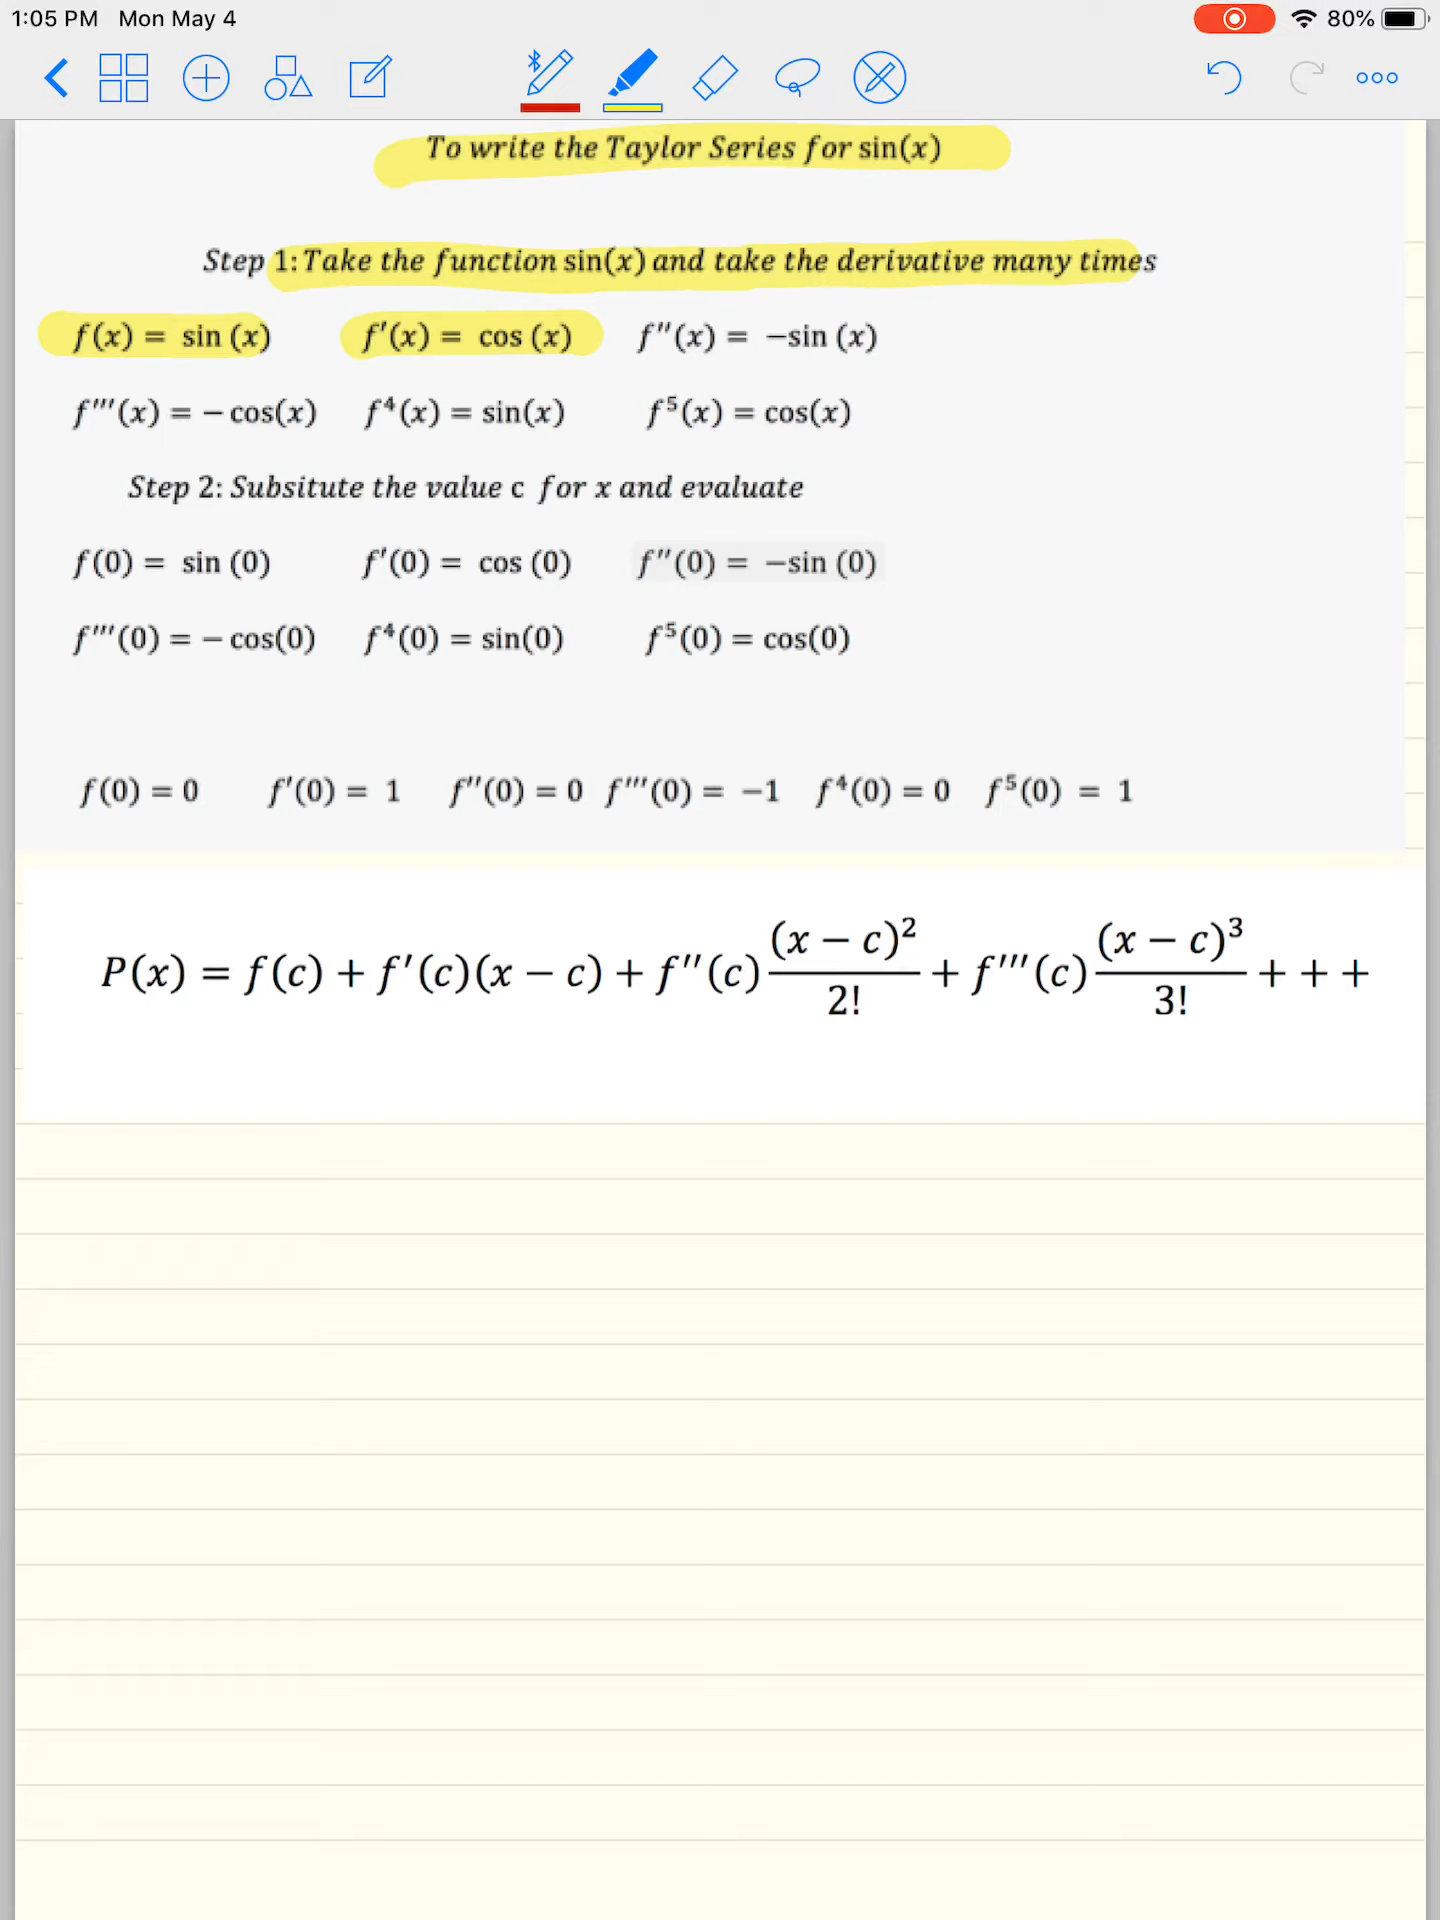 1:05 PM Mon May 4 80%
To write the Taylor Series for sin(x)
Step 1: Take the function sin(x) and take the derivative many times
f(x) = sin (x) f'(x) = cos (x) f''(x) = −sin (x)
f'''(x) = − cos(x) f⁴(x) = sin(x) f⁵(x) = cos(x)
Step 2: Subsitute the value c for x and evaluate
f(0) = sin (0) f'(0) = cos (0) f''(0) = −sin (0)
f'''(0) = − cos(0) f⁴(0) = sin(0) f⁵(0) = cos(0)
f(0) = 0 f'(0) = 1 f''(0) = 0 f'''(0) = −1 f⁴(0) = 0 f⁵(0) = 1
P(x) = f(c) + f'(c)(x − c) + f''(c) (x − c)²/2! + f'''(c) (x − c)³/3! + + +